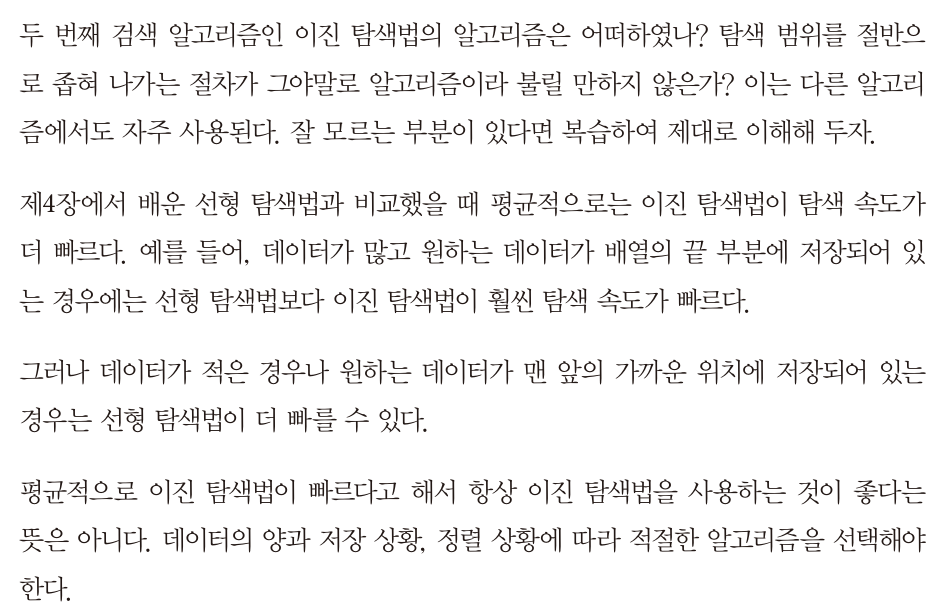 두 번째 검색 알고리즘인 이진 탐색법의 알고리즘은 어떠하였나? 탐색 범위를 절반으
로 좁혀 나가는 절차가 그야말로 알고리즘이라 불릴 만하지 않은가? 이는 다른 알고리
즘에서도 자주 사용된다. 잘 모르는 부분이 있다면 복습하여 제대로 이해해 두자.
제4장에서 배운 선형 탐색법과 비교했을 때 평균적으로는 이진 탐색법이 탐색 속도가
더 빠르다. 예를 들어, 데이터가 많고 원하는 데이터가 배열의 끝 부분에 저장되어 있
는 경우에는 선형 탐색법보다 이진 탐색법이 훨씬 탐색 속도가 빠르다.
그러나 데이터가 적은 경우나 원하는 데이터가 맨 앞의 가까운 위치에 저장되어 있는
경우는 선형 탐색법이 더 빠를 수 있다.
평균적으로 이진 탐색법이 빠르다고 해서 항상 이진 탐색법을 사용하는 것이 좋다는
뜻은 아니다. 데이터의 양과 저장 상황, 정렬 상황에 따라 적절한 알고리즘을 선택해야
한다.